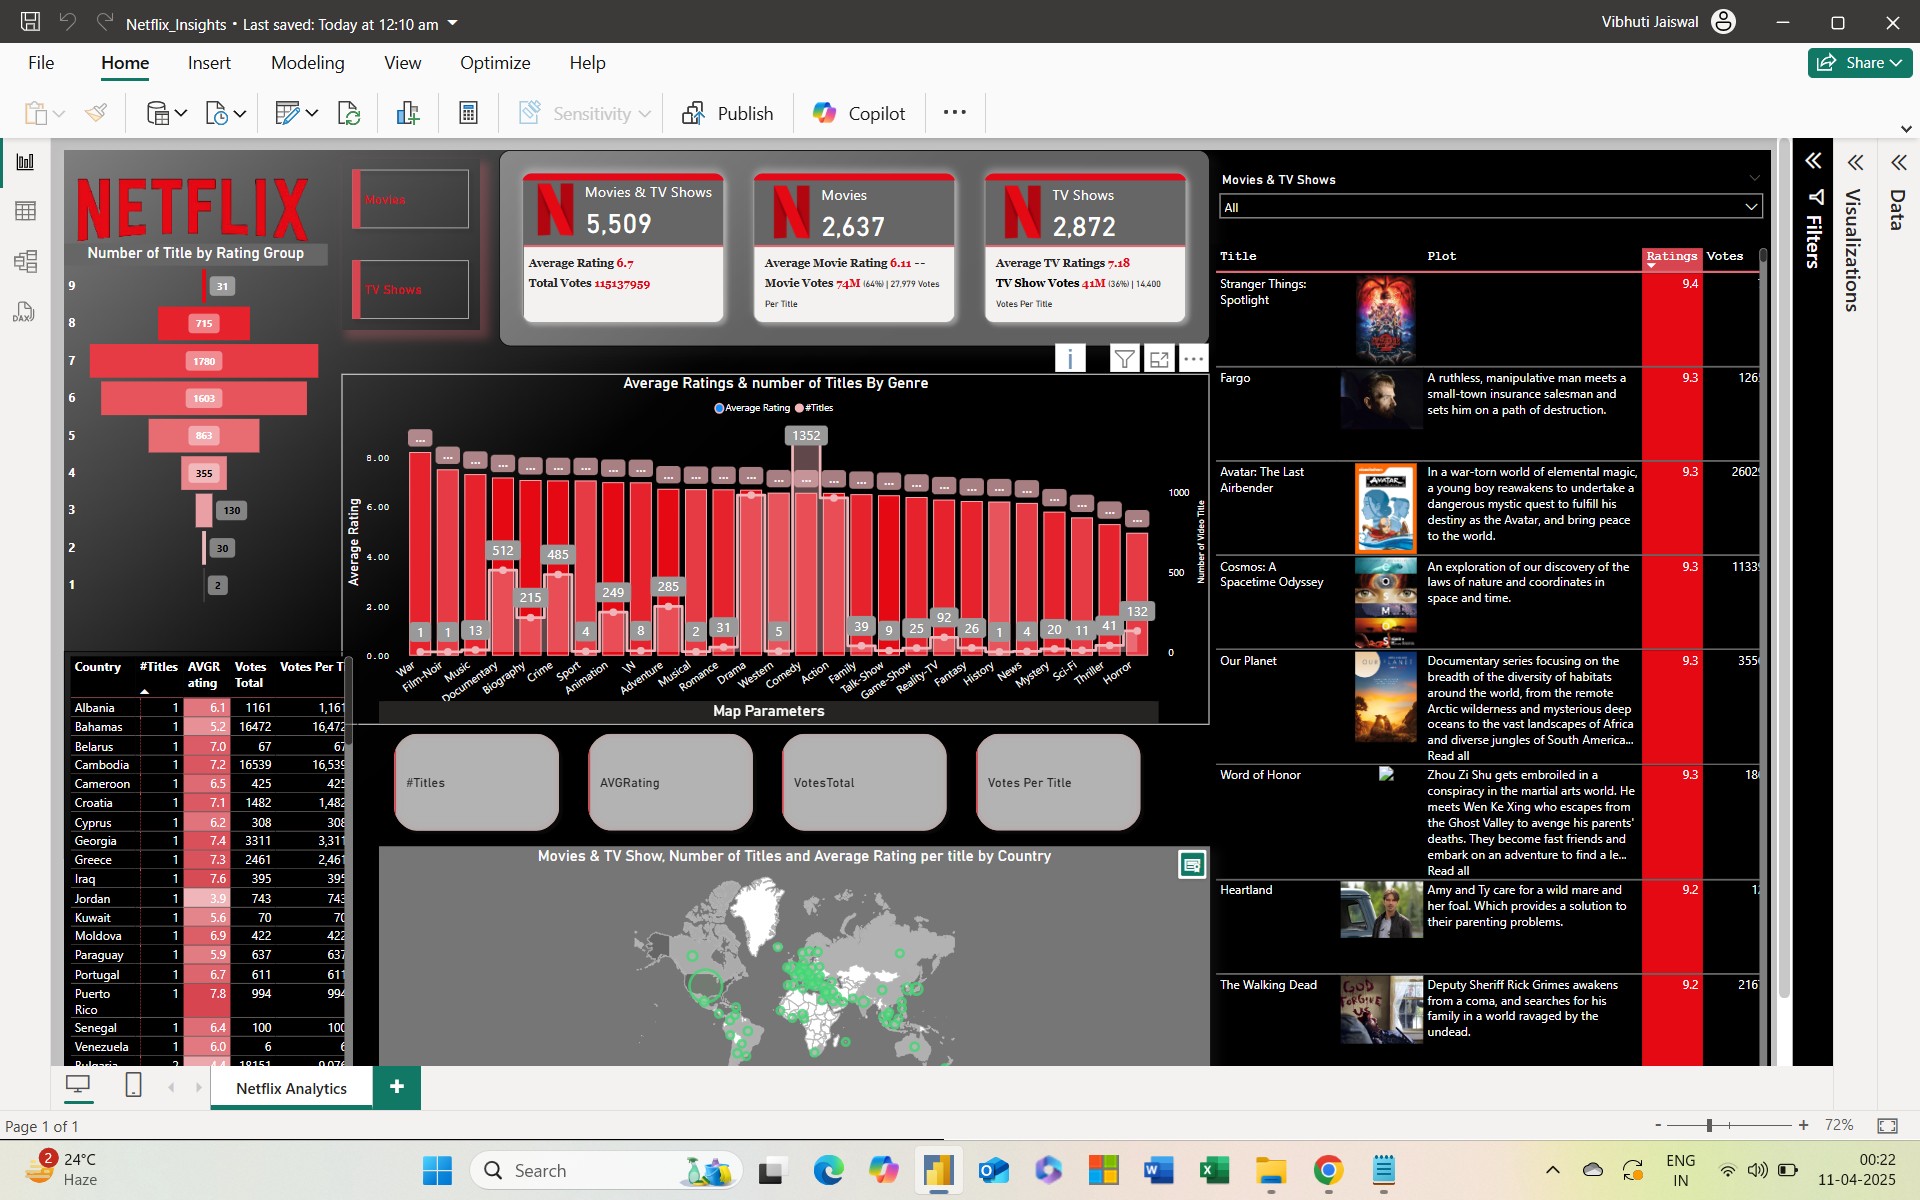 Netflix_Insights • Last saved: Today at 12:10 am
Vibhuti Jaiswal
File
Home
Insert
Modeling
View
Optimize
Help
Share
Sensitivity
Publish
Copilot
NETFLIX
Number of Title by Rating Group
9
31
8
715
7
1780
6
1603
5
863
4
355
3
130
2
30
1
2
Movies
TV Shows
Movies & TV Shows
5,509
Average Rating 6.7
Total Votes 115137959
Movies
2,637
Average Movie Rating 6.11 --
Movie Votes 74M (64%) | 27,979 Votes
Per Title
TV Shows
2,872
Average TV Ratings 7.18
TV Show Votes 41M (36%) | 14,400
Votes Per Title
Average Ratings & number of Titles By Genre
Average Rating #Titles
Average Rating
8.00
6.00
4.00
2.00
0.00
Number of Video Title
1000
500
0
... ... ... ... ... ... ... ... ... ... ... ... ... ... ... ... ... ... ... ... ... ... ... ... ... ...
1352
1 1 13 512 215 485 4 249 8 285 2 31 5 39 9 25 92 26 1 4 20 11 41 132
War Film-Noir Music Documentary Biography Crime Sport Animation \N Adventure Musical Romance Drama Western Comedy Action Family Talk-Show Game-Show Reality-TV Fantasy History News Mystery Sci-Fi Thriller Horror
Map Parameters
#Titles
AVGRating
VotesTotal
Votes Per Title
Movies & TV Show, Number of Titles and Average Rating per title by Country
Country #Titles AVGR Votes Votes Per T
ating Total
Albania 1 6.1 1161 1,161
Bahamas 1 5.2 16472 16,472
Belarus 1 7.0 67 67
Cambodia 1 7.2 16539 16,539
Cameroon 1 6.5 425 425
Croatia 1 7.1 1482 1,482
Cyprus 1 6.2 308 308
Georgia 1 7.4 3311 3,311
Greece 1 7.3 2461 2,461
Iraq 1 7.6 395 395
Jordan 1 3.9 743 743
Kuwait 1 5.6 70 70
Moldova 1 6.9 422 422
Paraguay 1 5.9 637 637
Portugal 1 6.7 611 611
Puerto 1 7.8 994 994
Rico
Senegal 1 6.4 100 100
Venezuela 1 6.0 6 6
Bulgaria 2 4.4 18151 9,076
Movies & TV Shows
All
Title Plot Ratings Votes
Stranger Things: 9.4
Spotlight
Fargo A ruthless, manipulative man meets a 9.3 126
small-town insurance salesman and
sets him on a path of destruction.
Avatar: The Last In a war-torn world of elemental magic, 9.3 2602
Airbender a young boy reawakens to undertake a
dangerous mystic quest to fulfill his
destiny as the Avatar, and bring peace
to the world.
AVATAR
Cosmos: A An exploration of our discovery of the 9.3 1133
Spacetime Odyssey laws of nature and coordinates in
space and time.
Our Planet Documentary series focusing on the 9.3 355
breadth of the diversity of habitats
around the world, from the remote
Arctic wilderness and mysterious deep
oceans to the vast landscapes of Africa
and diverse jungles of South America...
Read all
OUR PLANET
Word of Honor Zhou Zi Shu gets embroiled in a 9.3 18
conspiracy in the martial arts world. He
meets Wen Ke Xing who escapes from
the Ghost Valley to avenge his parents'
deaths. They become fast friends and
embark on an adventure to find a le...
Read all
Heartland Amy and Ty care for a wild mare and 9.2 1
her foal. Which provides a solution to
their parenting problems.
The Walking Dead Deputy Sheriff Rick Grimes awakens 9.2 216
from a coma, and searches for his
family in a world ravaged by the
undead.
GOD
FORGIVE
US
Filters
Visualizations
Data
DAX
Netflix Analytics
Page 1 of 1
- + 72%
2
24°C
Haze
Search
ENG
IN
00:22
11-04-2025